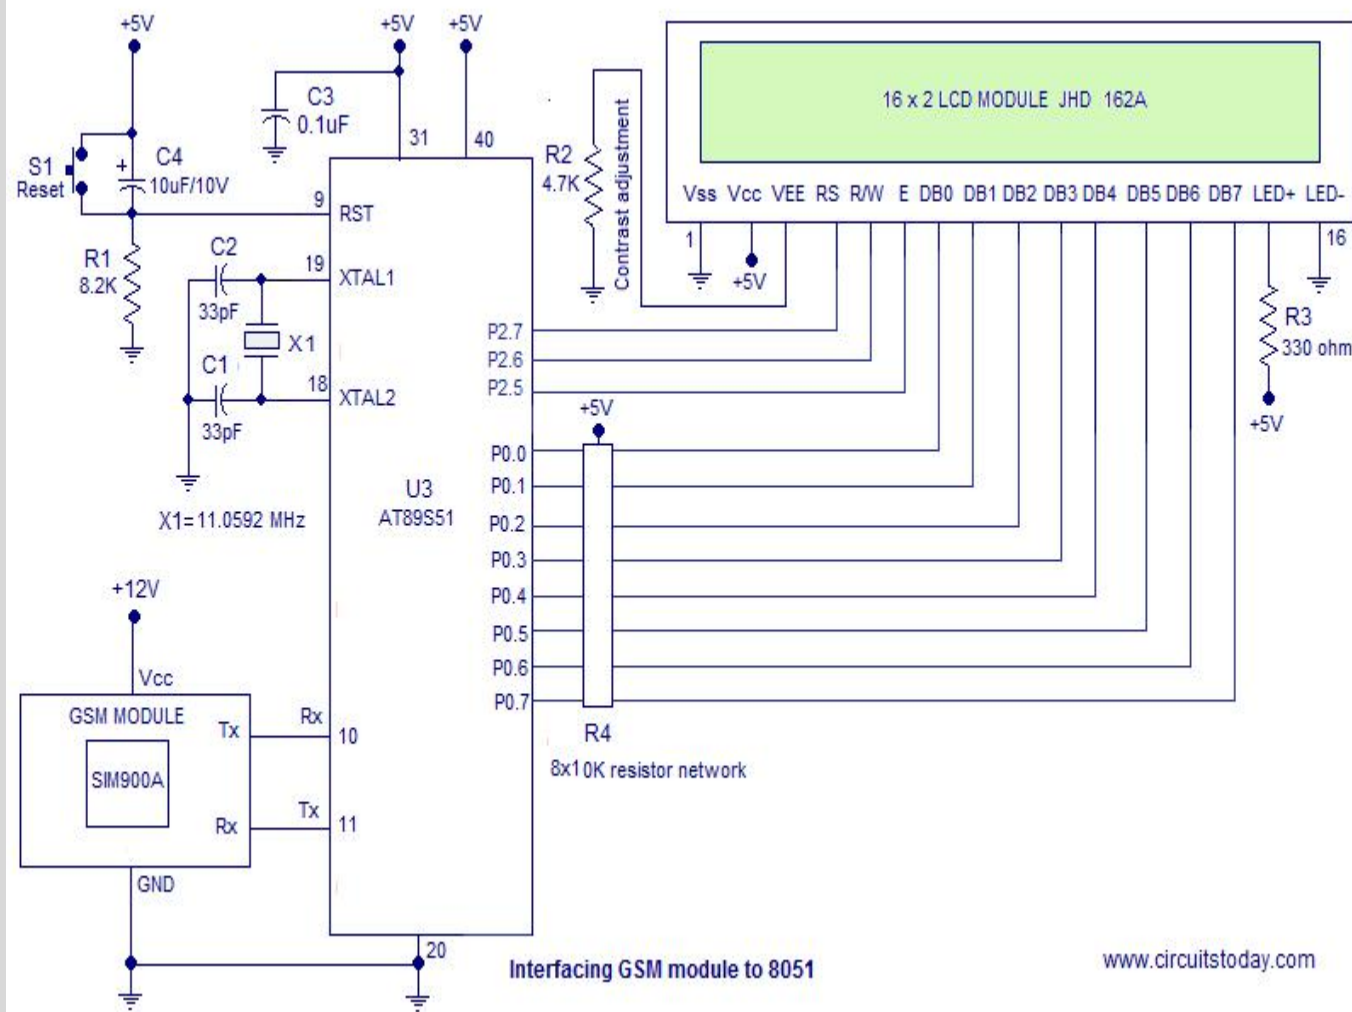 +5V
+5V
+5V
C3
0.1uF
31
40
S1
Reset
+
C4
10uF/10V
R2
4.7K
Contrast adjustment
16 x 2 LCD MODULE JHD 162A
Vss Vcc VEE RS R/W E DB0 DB1 DB2 DB3 DB4 DB5 DB6 DB7 LED+ LED-
1
16
+5V
9
RST
R1
8.2K
C2
33pF
19
XTAL1
X1
C1
33pF
18
XTAL2
P2.7
P2.6
P2.5
R3
330 ohm
+5V
+5V
P0.0
P0.1
P0.2
P0.3
P0.4
P0.5
P0.6
P0.7
U3
AT89S51
X1=11.0592 MHz
R4
8x10K resistor network
+12V
Vcc
GSM MODULE
SIM900A
Tx
Rx
10
Rx
Tx
11
GND
20
Interfacing GSM module to 8051
www.circuitstoday.com